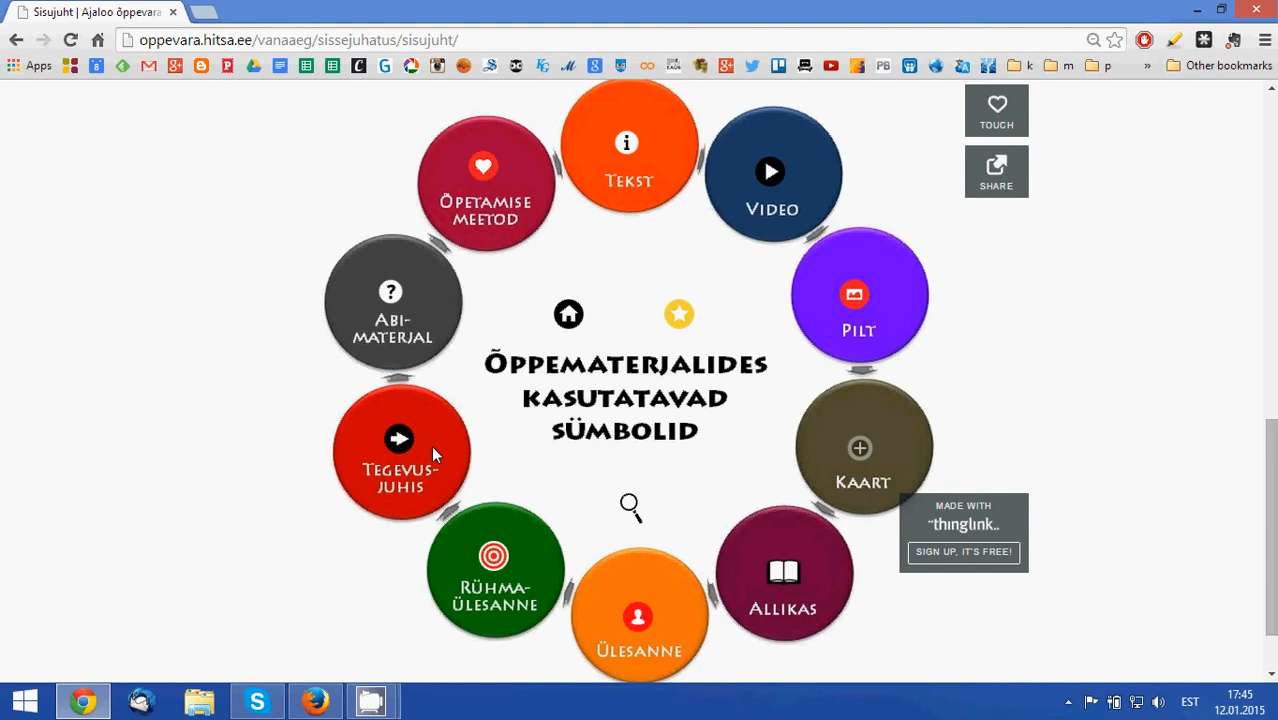 Sisujuht | Ajaloo õppevara
oppevara.hitsa.ee/vanaaeg/sissejuhatus/sisujuht/
Apps
k
m
p
»
Other bookmarks
TOUCH
SHARE
TEKST
VIDEO
ÕPETAMISE
MEETOD
PILT
ABI-
MATERJAL
ÕPPEMATERJALIDES
KASUTATAVAD
SÜMBOLID
KAART
TEGEVUS-
JUHIS
MADE WITH
thinglink..
SIGN UP, IT'S FREE!
RÜHMA-
ÜLESANNE
ALLIKAS
ÜLESANNE
EST
17:45
12.01.2015